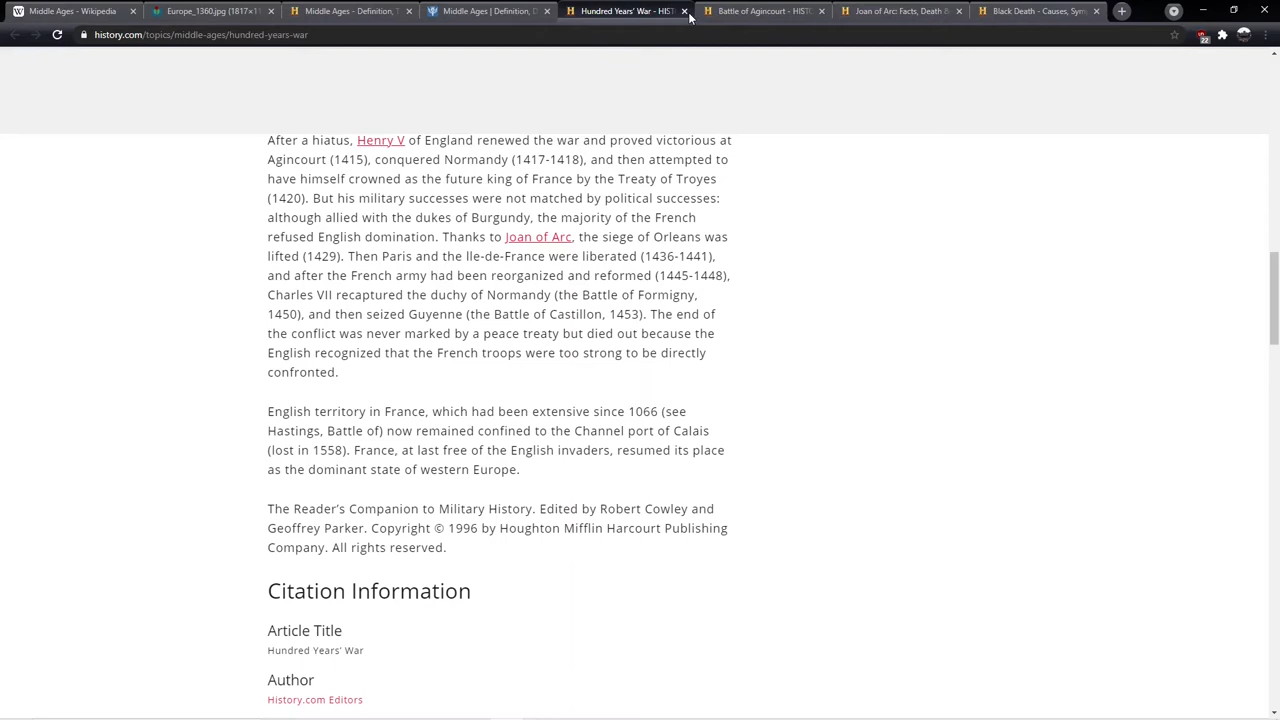 Middle Ages - Wikipedia
Europe_1360.jpg (1817×11
Middle Ages - Definition, T
Middle Ages | Definition, D
Hundred Years' War - HIST
Battle of Agincourt - HISTO
Joan of Arc: Facts, Death &
Black Death - Causes, Sym
history.com/topics/middle-ages/hundred-years-war
22
After a hiatus, Henry V of England renewed the war and proved victorious at
Agincourt (1415), conquered Normandy (1417-1418), and then attempted to
have himself crowned as the future king of France by the Treaty of Troyes
(1420). But his military successes were not matched by political successes:
although allied with the dukes of Burgundy, the majority of the French
refused English domination. Thanks to Joan of Arc, the siege of Orleans was
lifted (1429). Then Paris and the lle-de-France were liberated (1436-1441),
and after the French army had been reorganized and reformed (1445-1448),
Charles VII recaptured the duchy of Normandy (the Battle of Formigny,
1450), and then seized Guyenne (the Battle of Castillon, 1453). The end of
the conflict was never marked by a peace treaty but died out because the
English recognized that the French troops were too strong to be directly
confronted.
English territory in France, which had been extensive since 1066 (see
Hastings, Battle of) now remained confined to the Channel port of Calais
(lost in 1558). France, at last free of the English invaders, resumed its place
as the dominant state of western Europe.
The Reader's Companion to Military History. Edited by Robert Cowley and
Geoffrey Parker. Copyright © 1996 by Houghton Mifflin Harcourt Publishing
Company. All rights reserved.
Citation Information
Article Title
Hundred Years' War
Author
History.com Editors